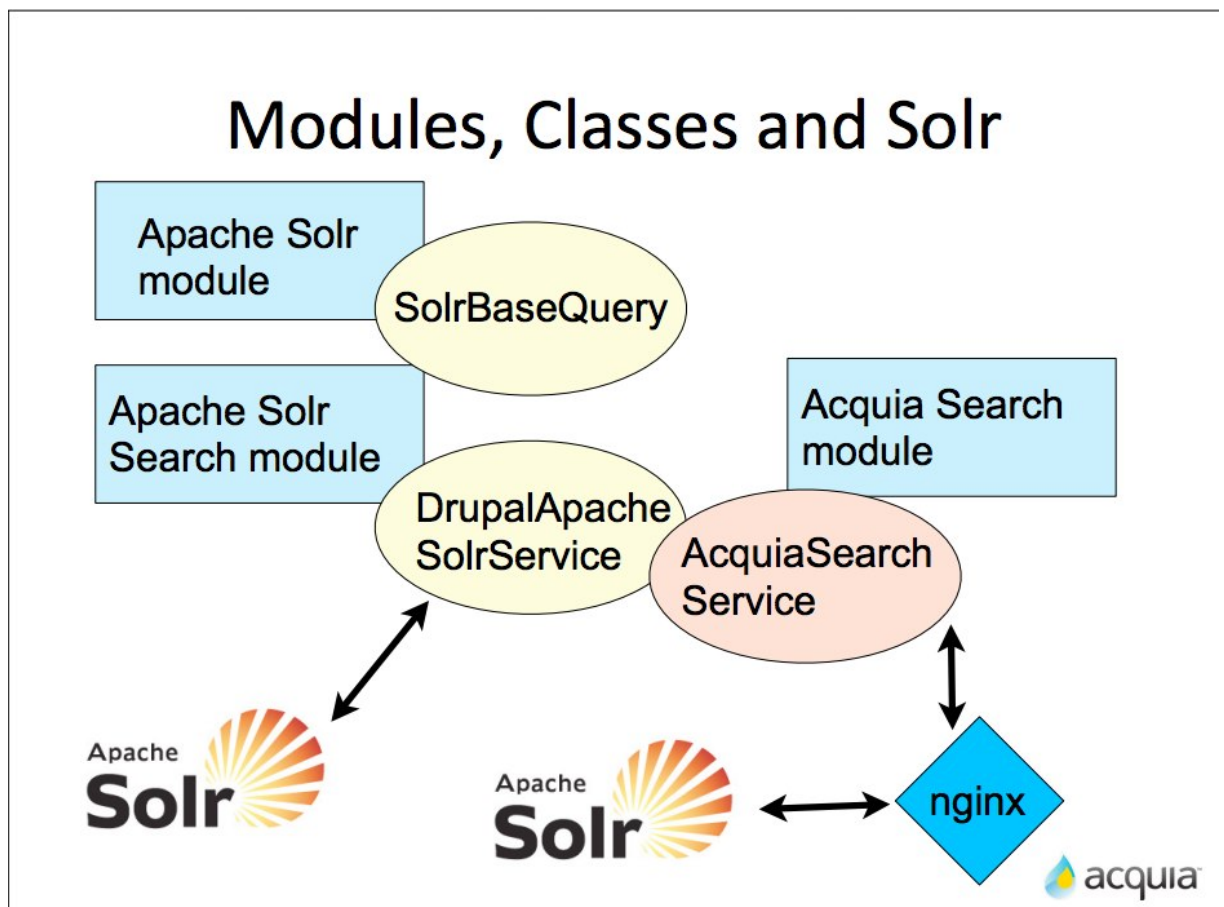 Modules, Classes and Solr
Apache Solr
module
SolrBaseQuery
Apache Solr
Search module
Acquia Search
module
DrupalApache
SolrService
AcquiaSearch
Service
Apache
Solr
Apache
Solr
nginx
acquia